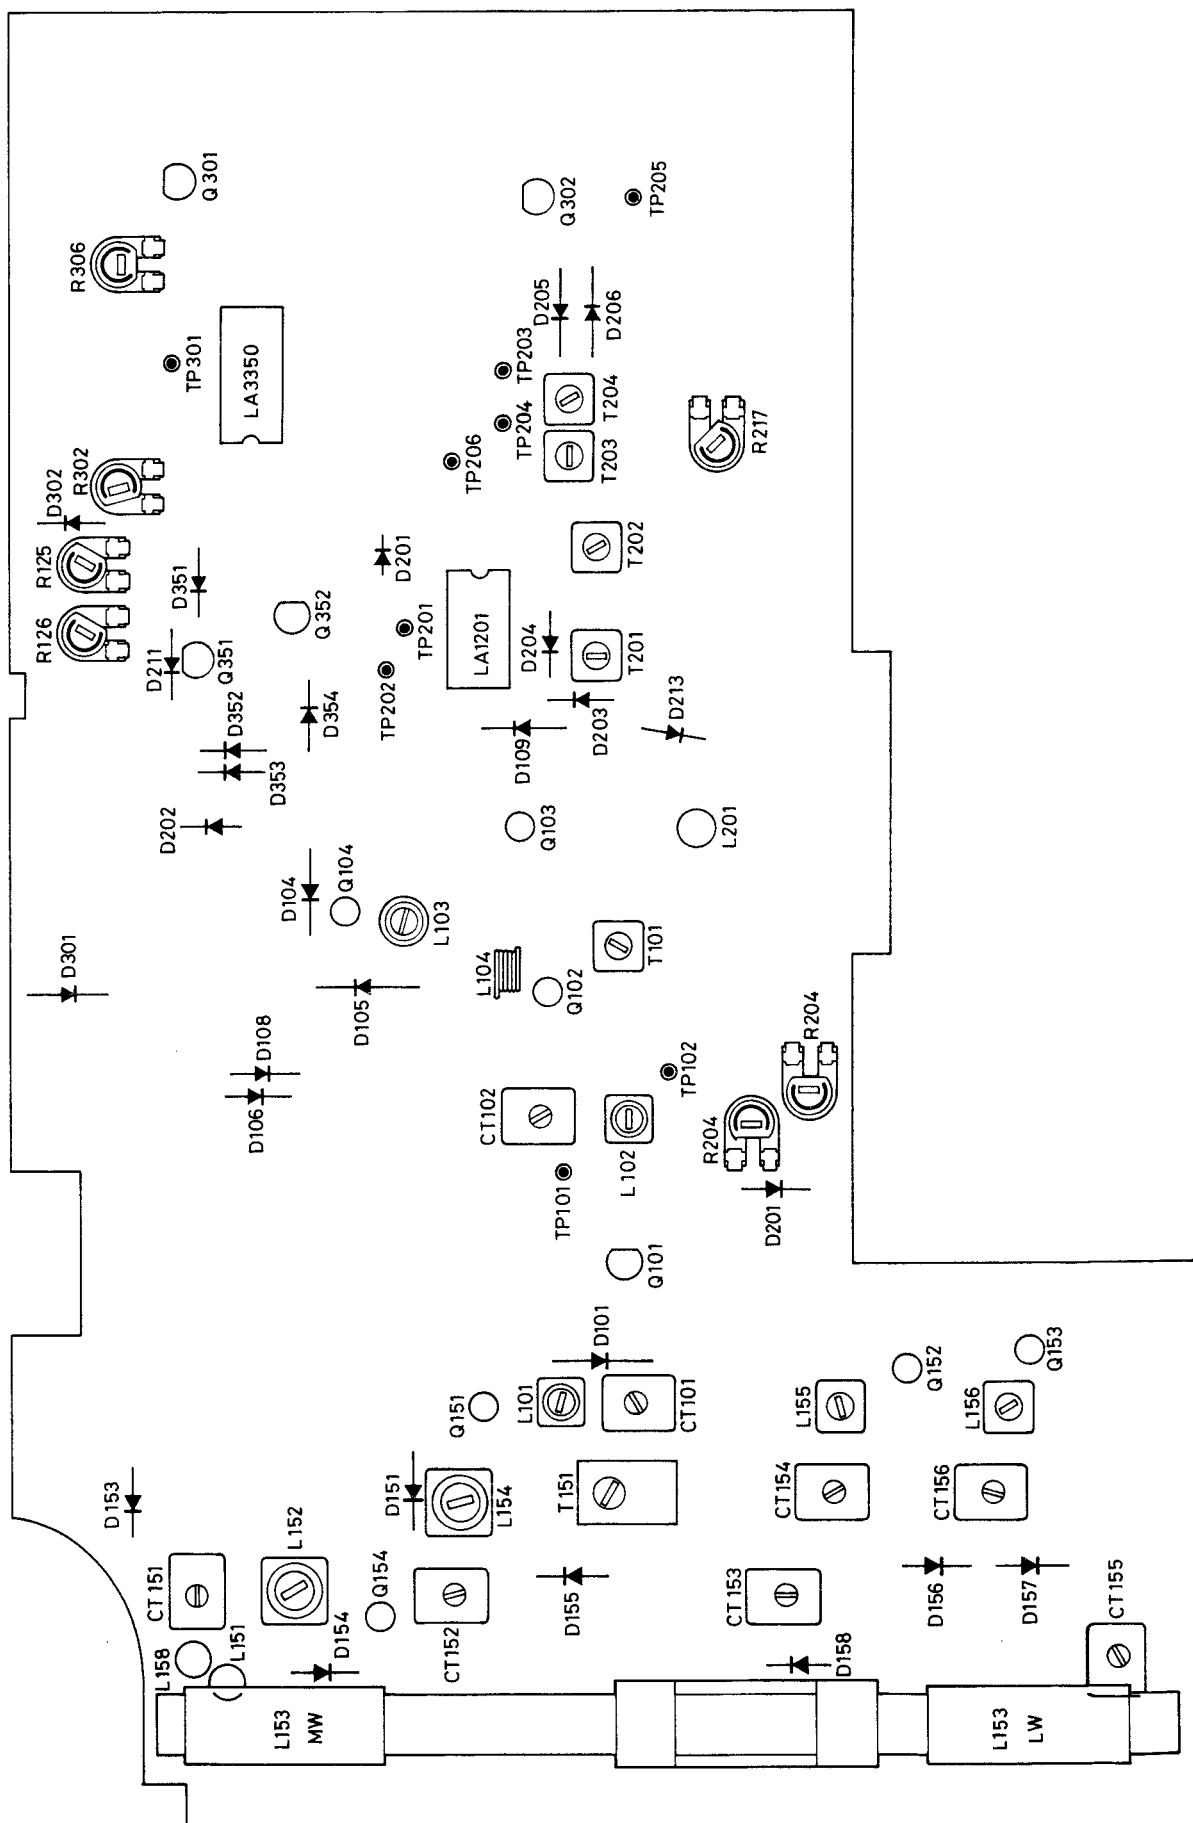 Q301
R306
Q302
TP205
D205
D206
TP301
LA3350
TP203
TP204
T204
T203
R217
TP206
R302
D302
R125
D351
D201
T202
R126
D211
Q351
Q352
TP201
TP202
LA1201
D204
T201
D352
D354
D353
D109
D203
D213
D202
Q103
L201
D104
Q104
L103
D301
L104
T101
Q102
D105
D108
D106
CT102
TP102
R204
R204
L102
TP101
D201
Q101
D101
Q151
L101
CT101
L155
Q152
Q153
L156
D153
D151
L154
T151
CT154
CT156
L152
CT151
Q154
CT152
D155
CT153
D156
D157
CT155
L158
L151
D154
D158
L153
MW
L153
LW